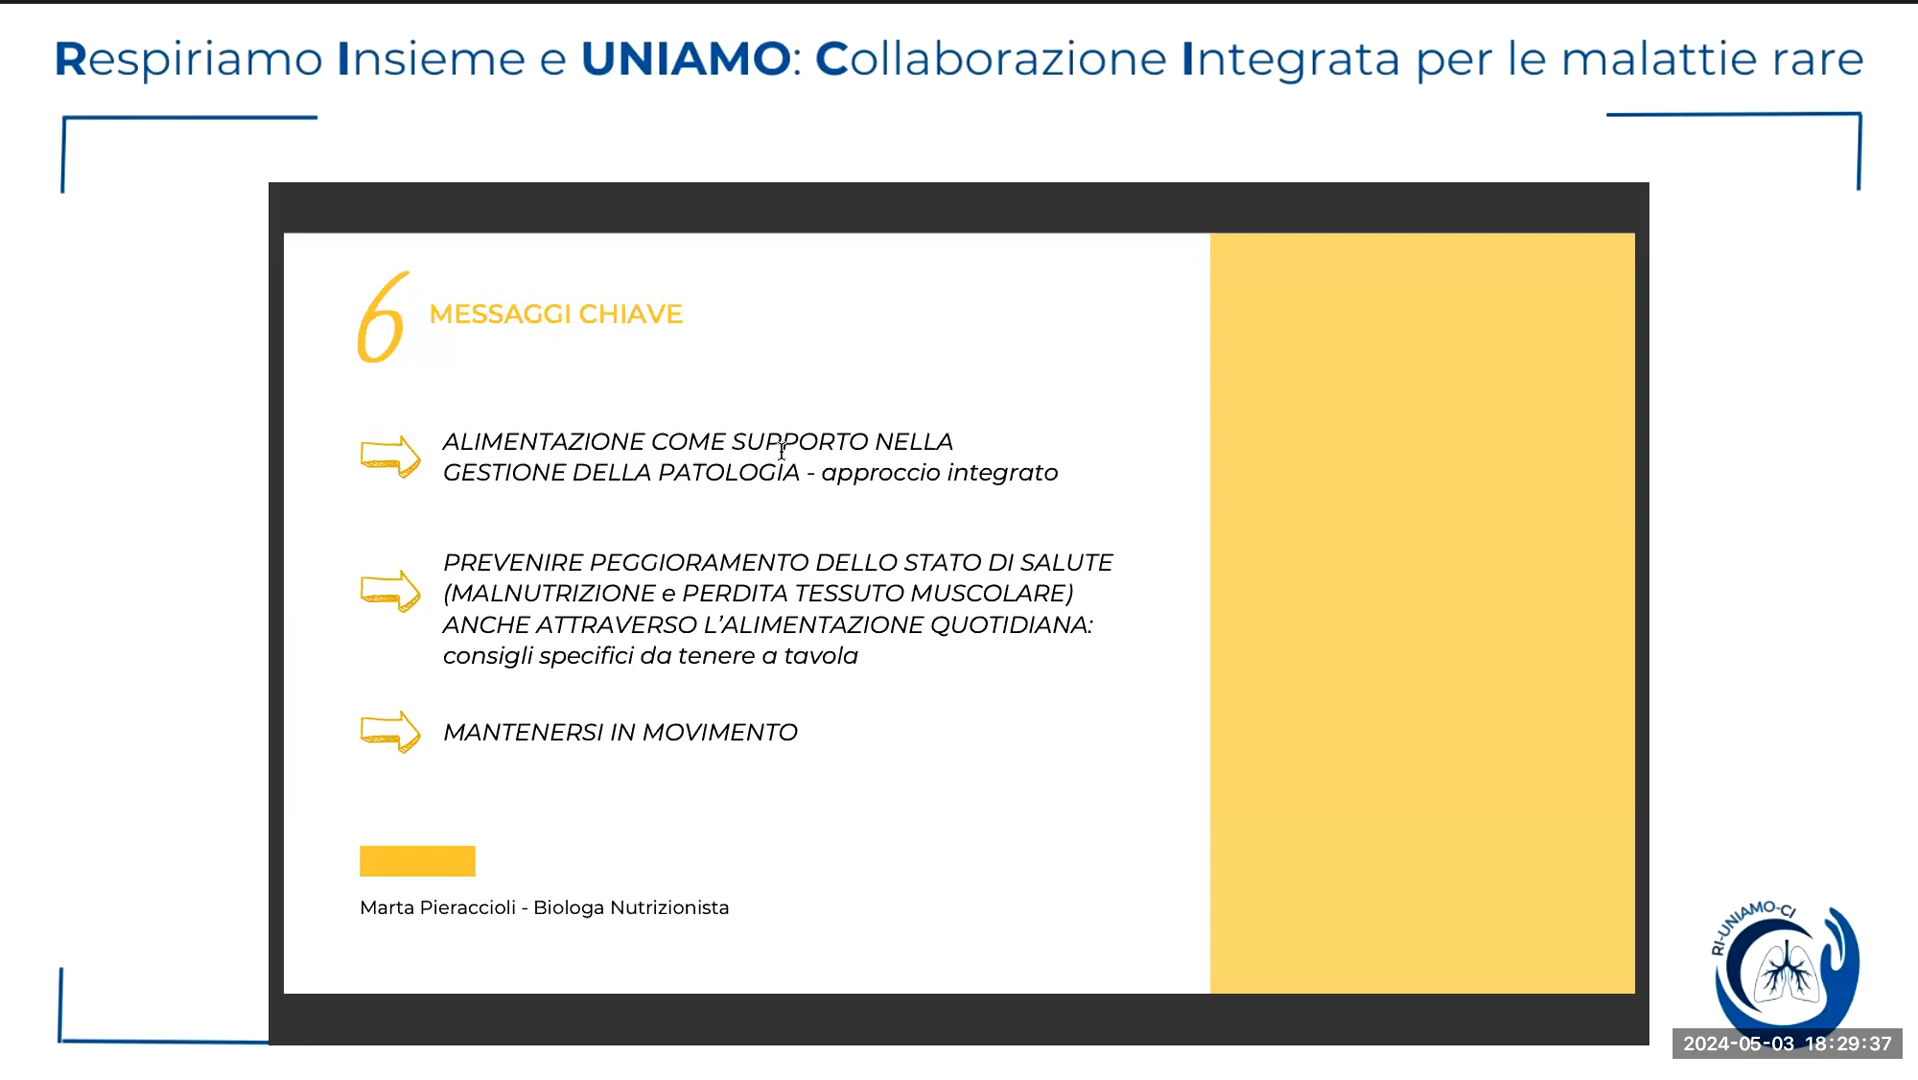 Respiriamo Insieme e UNIAMO: Collaborazione Integrata per le malattie rare
6 MESSAGGI CHIAVE
ALIMENTAZIONE COME SUPPORTO NELLA
GESTIONE DELLA PATOLOGIA - approccio integrato
PREVENIRE PEGGIORAMENTO DELLO STATO DI SALUTE
(MALNUTRIZIONE e PERDITA TESSUTO MUSCOLARE)
ANCHE ATTRAVERSO L’ALIMENTAZIONE QUOTIDIANA:
consigli specifici da tenere a tavola
MANTENERSI IN MOVIMENTO
Marta Pieraccioli - Biologa Nutrizionista
RI-UNIAMO-CI
2024-05-03 18:29:37